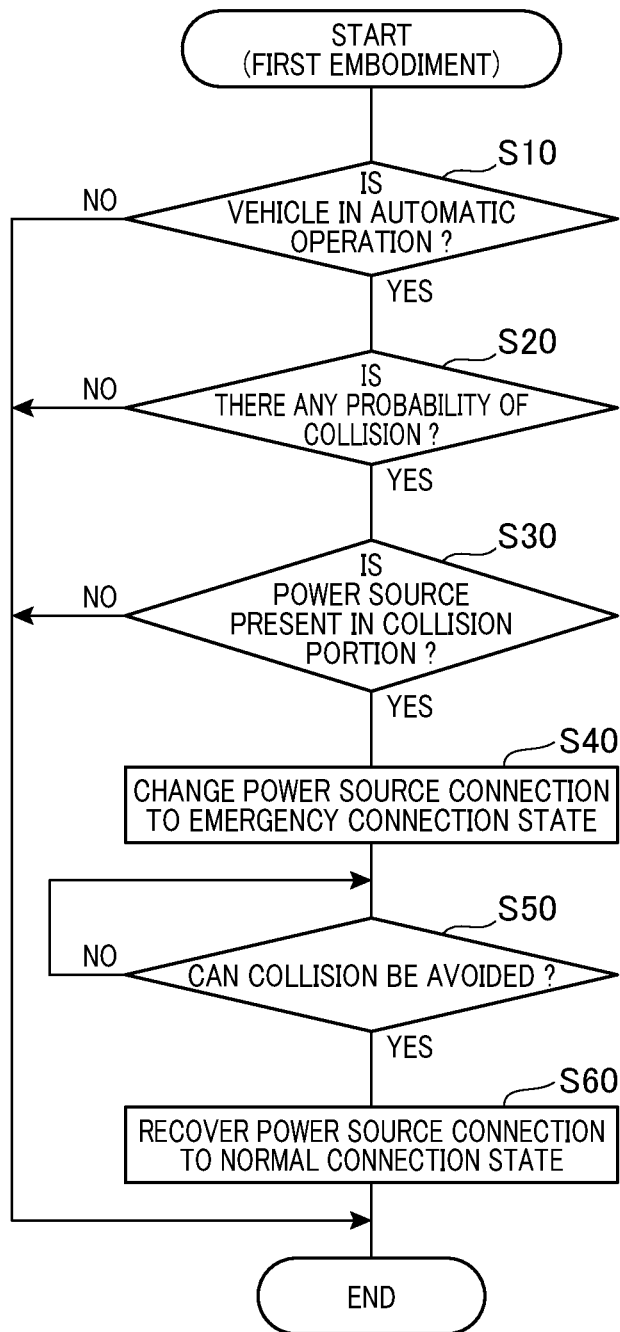 START
(FIRST EMBODIMENT)
S10
NO
IS
VEHICLE IN AUTOMATIC
OPERATION ?
YES
S20
NO
IS
THERE ANY PROBABILITY OF
COLLISION ?
YES
S30
NO
IS
POWER SOURCE
PRESENT IN COLLISION
PORTION ?
YES
S40
CHANGE POWER SOURCE CONNECTION
TO EMERGENCY CONNECTION STATE
S50
NO
CAN COLLISION BE AVOIDED ?
YES
S60
RECOVER POWER SOURCE CONNECTION
TO NORMAL CONNECTION STATE
END